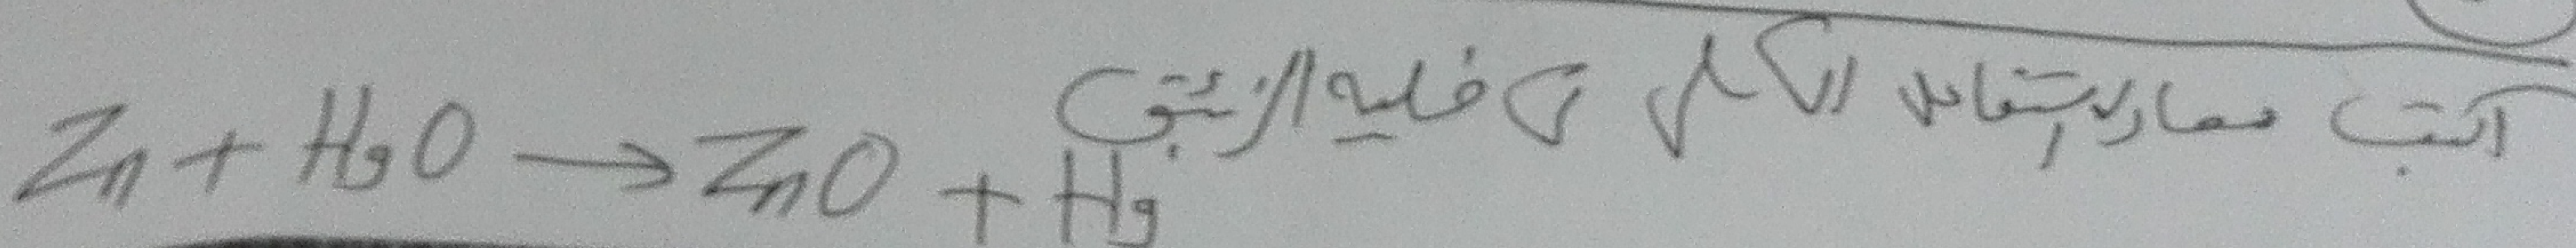 اكتب معادلة التفاعل الكلي في خلية الزئبق
Zn + HgO → ZnO + Hg